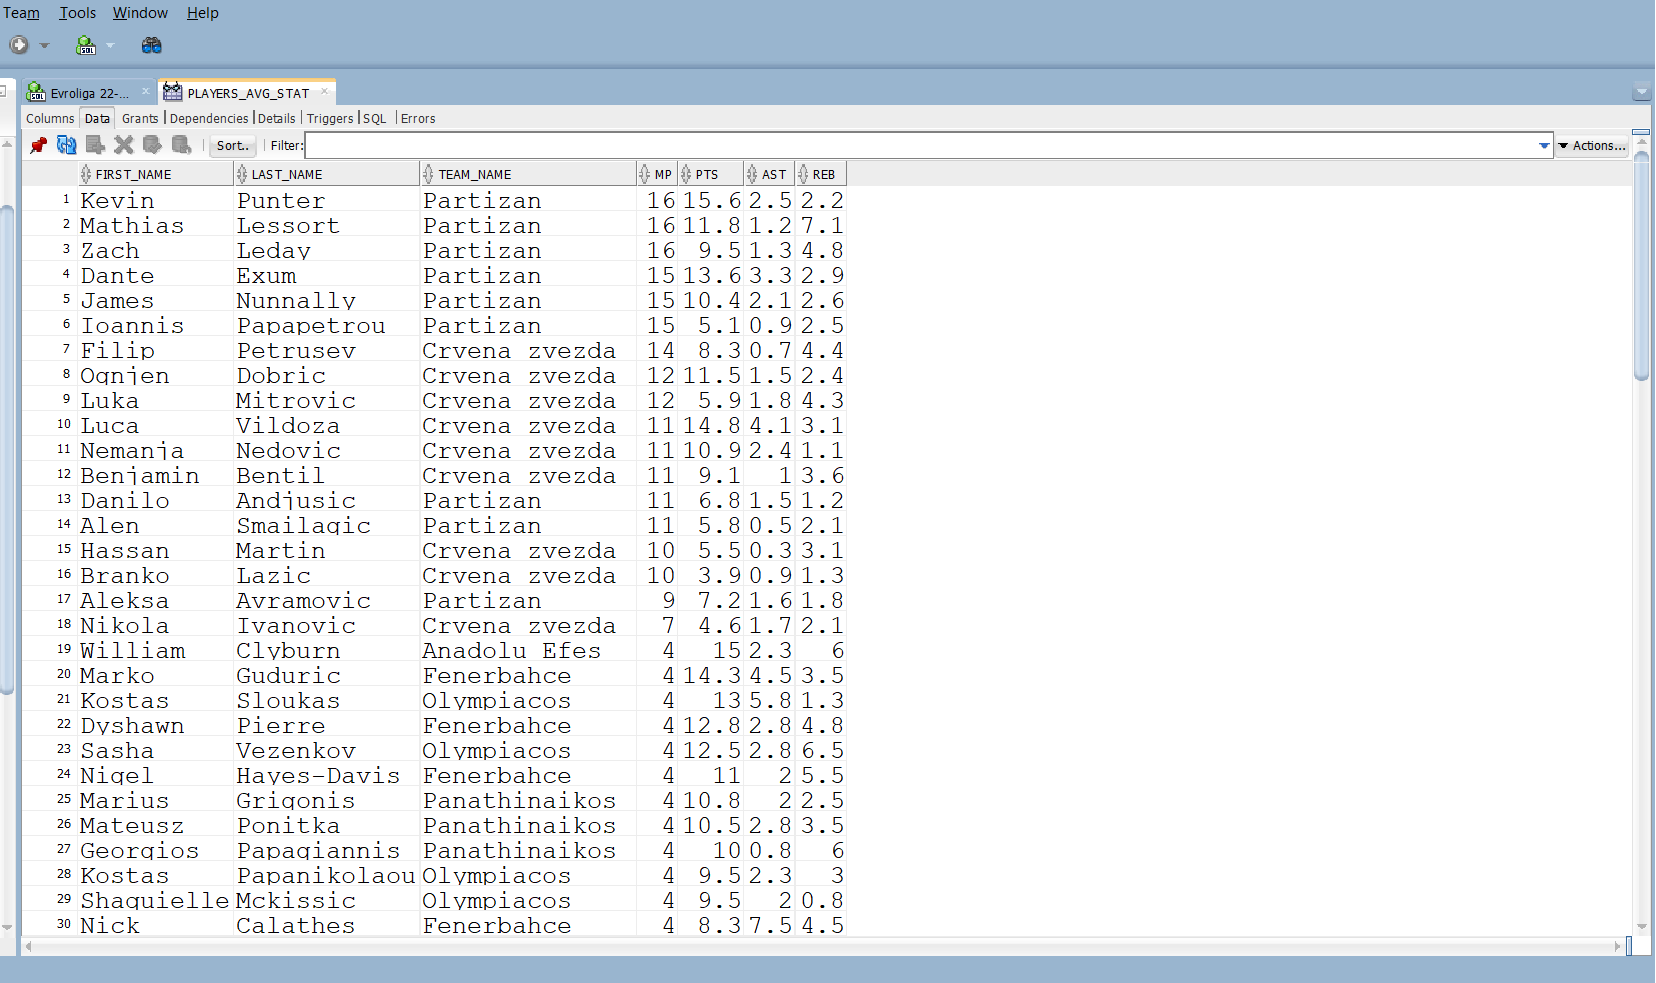 Team Tools Window Help
SQL
SQL Evroliga 22-... PLAYERS_AVG_STAT
Columns Data Grants Dependencies Details Triggers SQL Errors
Sort.. Filter: Actions...
FIRST_NAME LAST_NAME TEAM_NAME MP PTS AST REB
1 Kevin Punter Partizan 16 15.6 2.5 2.2
2 Mathias Lessort Partizan 16 11.8 1.2 7.1
3 Zach Leday Partizan 16 9.5 1.3 4.8
4 Dante Exum Partizan 15 13.6 3.3 2.9
5 James Nunnally Partizan 15 10.4 2.1 2.6
6 Ioannis Papapetrou Partizan 15 5.1 0.9 2.5
7 Filip Petrusev Crvena zvezda 14 8.3 0.7 4.4
8 Ognjen Dobric Crvena zvezda 12 11.5 1.5 2.4
9 Luka Mitrovic Crvena zvezda 12 5.9 1.8 4.3
10 Luca Vildoza Crvena zvezda 11 14.8 4.1 3.1
11 Nemanja Nedovic Crvena zvezda 11 10.9 2.4 1.1
12 Benjamin Bentil Crvena zvezda 11 9.1 1 3.6
13 Danilo Andjusic Partizan 11 6.8 1.5 1.2
14 Alen Smailagic Partizan 11 5.8 0.5 2.1
15 Hassan Martin Crvena zvezda 10 5.5 0.3 3.1
16 Branko Lazic Crvena zvezda 10 3.9 0.9 1.3
17 Aleksa Avramovic Partizan 9 7.2 1.6 1.8
18 Nikola Ivanovic Crvena zvezda 7 4.6 1.7 2.1
19 William Clyburn Anadolu Efes 4 15 2.3 6
20 Marko Guduric Fenerbahce 4 14.3 4.5 3.5
21 Kostas Sloukas Olympiacos 4 13 5.8 1.3
22 Dyshawn Pierre Fenerbahce 4 12.8 2.8 4.8
23 Sasha Vezenkov Olympiacos 4 12.5 2.8 6.5
24 Nigel Hayes-Davis Fenerbahce 4 11 2 5.5
25 Marius Grigonis Panathinaikos 4 10.8 2 2.5
26 Mateusz Ponitka Panathinaikos 4 10.5 2.8 3.5
27 Georgios Papagiannis Panathinaikos 4 10 0.8 6
28 Kostas Papanikolaou Olympiacos 4 9.5 2.3 3
29 Shaquielle Mckissic Olympiacos 4 9.5 2 0.8
30 Nick Calathes Fenerbahce 4 8.3 7.5 4.5